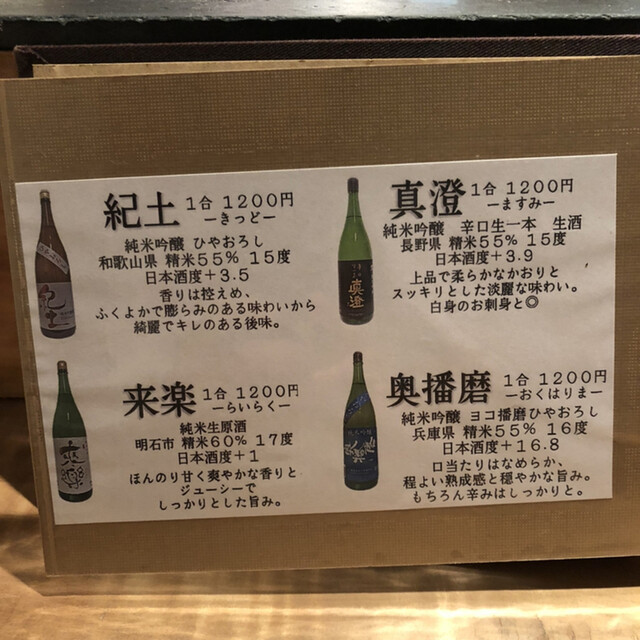 紀土 1合 1200円
ーきっどー
純米吟醸 ひやおろし
和歌山県 精米55% 15度
日本酒度+3.5
香りは控えめ、
ふくよかで膨らみのある味わいから
綺麗でキレのある後味。
真澄 1合 1200円
ーますみー
純米吟醸 辛口生一本 生酒
長野県 精米55% 15度
日本酒度+3.9
上品で柔らかなかおりと
スッキリとした淡麗な味わい。
白身のお刺身と◎
来楽 1合 1200円
ーらいらくー
純米生原酒
明石市 精米60% 17度
日本酒度+1
ほんのり甘く爽やかな香りと
ジューシーで
しっかりとした旨み。
奥播磨 1合 1200円
ーおくはりまー
純米吟醸 ヨコ播磨ひやおろし
兵庫県 精米55% 16度
日本酒度+16.8
口当たりはなめらか、
程よい熟成感と穏やかな旨み。
もちろん辛みはしっかりと。
紀土
真澄
来楽